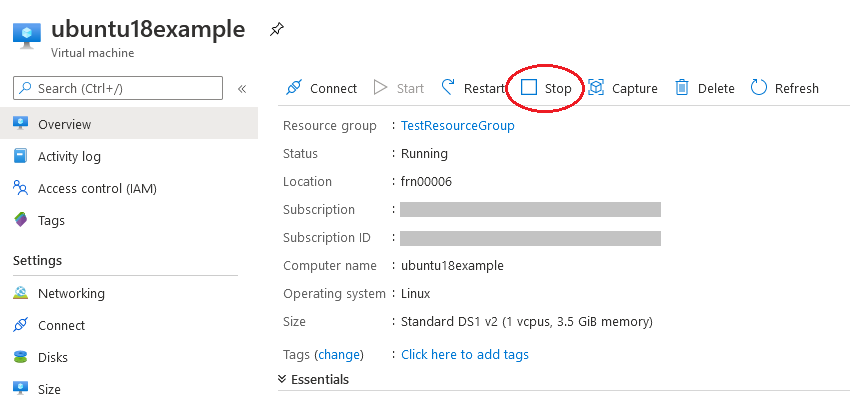 ubuntu18example
Virtual machine
Search (Ctrl+/)
«
Connect Start Restart Stop Capture Delete Refresh
Overview
Activity log
Access control (IAM)
Tags
Settings
Networking
Connect
Disks
Size
Resource group : TestResourceGroup
Status : Running
Location : frn00006
Subscription :
Subscription ID :
Computer name : ubuntu18example
Operating system : Linux
Size : Standard DS1 v2 (1 vcpus, 3.5 GiB memory)
Tags (change) : Click here to add tags
Essentials